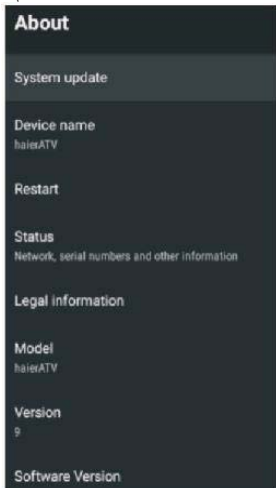 About
System update
Device name
haierATV
Restart
Status
Network, serial numbers and other information
Legal information
Model
haierATV
Version
9
Software Version